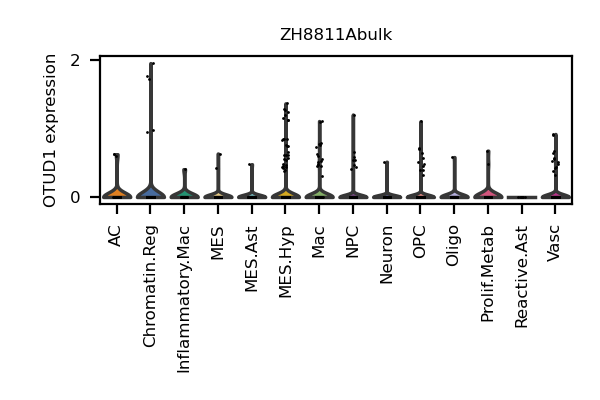 ZH8811Abulk
OTUD1 expression
2
0
AC
Chromatin.Reg
Inflammatory.Mac
MES
MES.Ast
MES.Hyp
Mac
NPC
Neuron
OPC
Oligo
Prolif.Metab
Reactive.Ast
Vasc